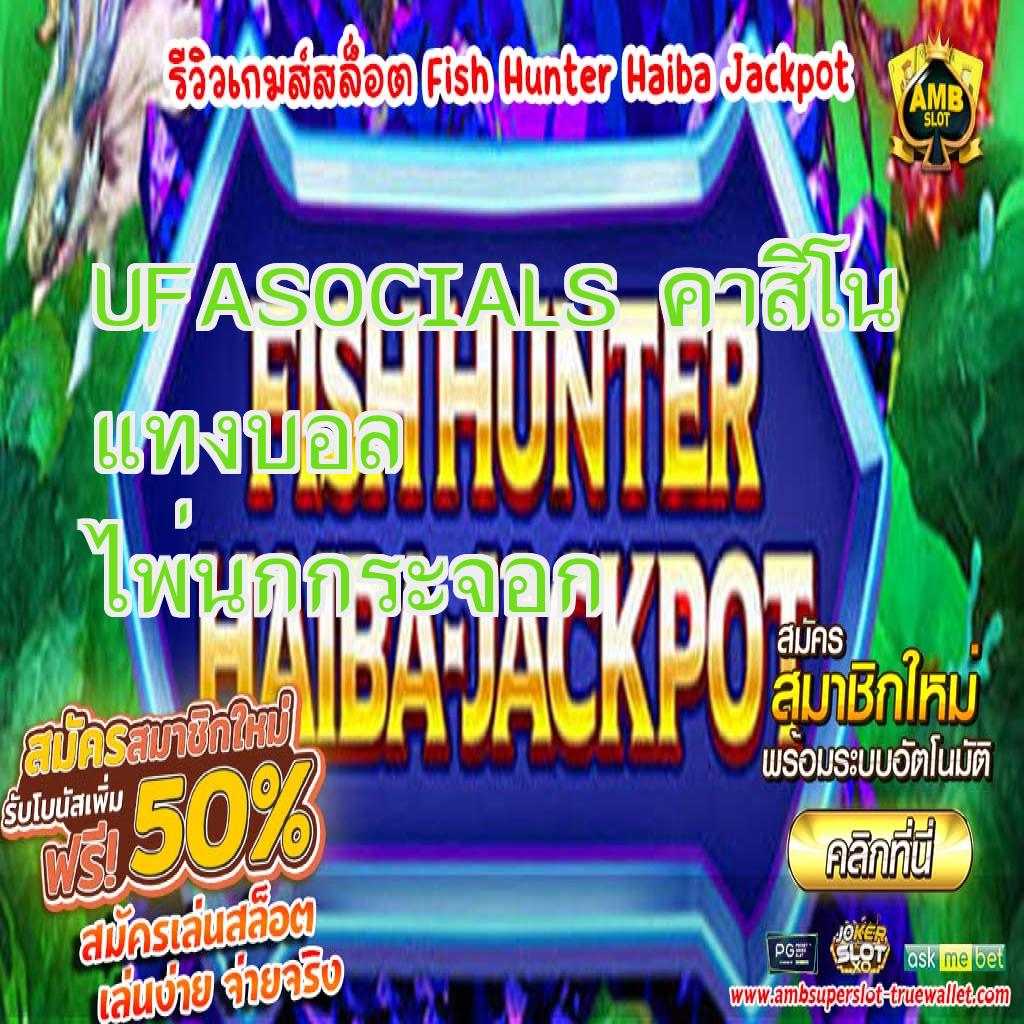 รีวิวเกมส์สล็อต Fish Hunter Haiba Jackpot
AMB
SLOT
UFASOCIALS คาสิโน
FISH HUNTER
แทงบอล
ไพ่นกกระจอก
HAIBA·JACKPOT
สมัคร
สมาชิกใหม่
พร้อมระบบอัตโนมัติ
คลิกที่นี่
สมัครสมาชิกใหม่
รับโบนัสเพิ่ม
ฟรี! 50%
สมัครเล่นสล็อต
เล่นง่าย จ่ายจริง
PG
JOKER
SLOT
XO
ask me bet
www.ambsuperslot-truewallet.com